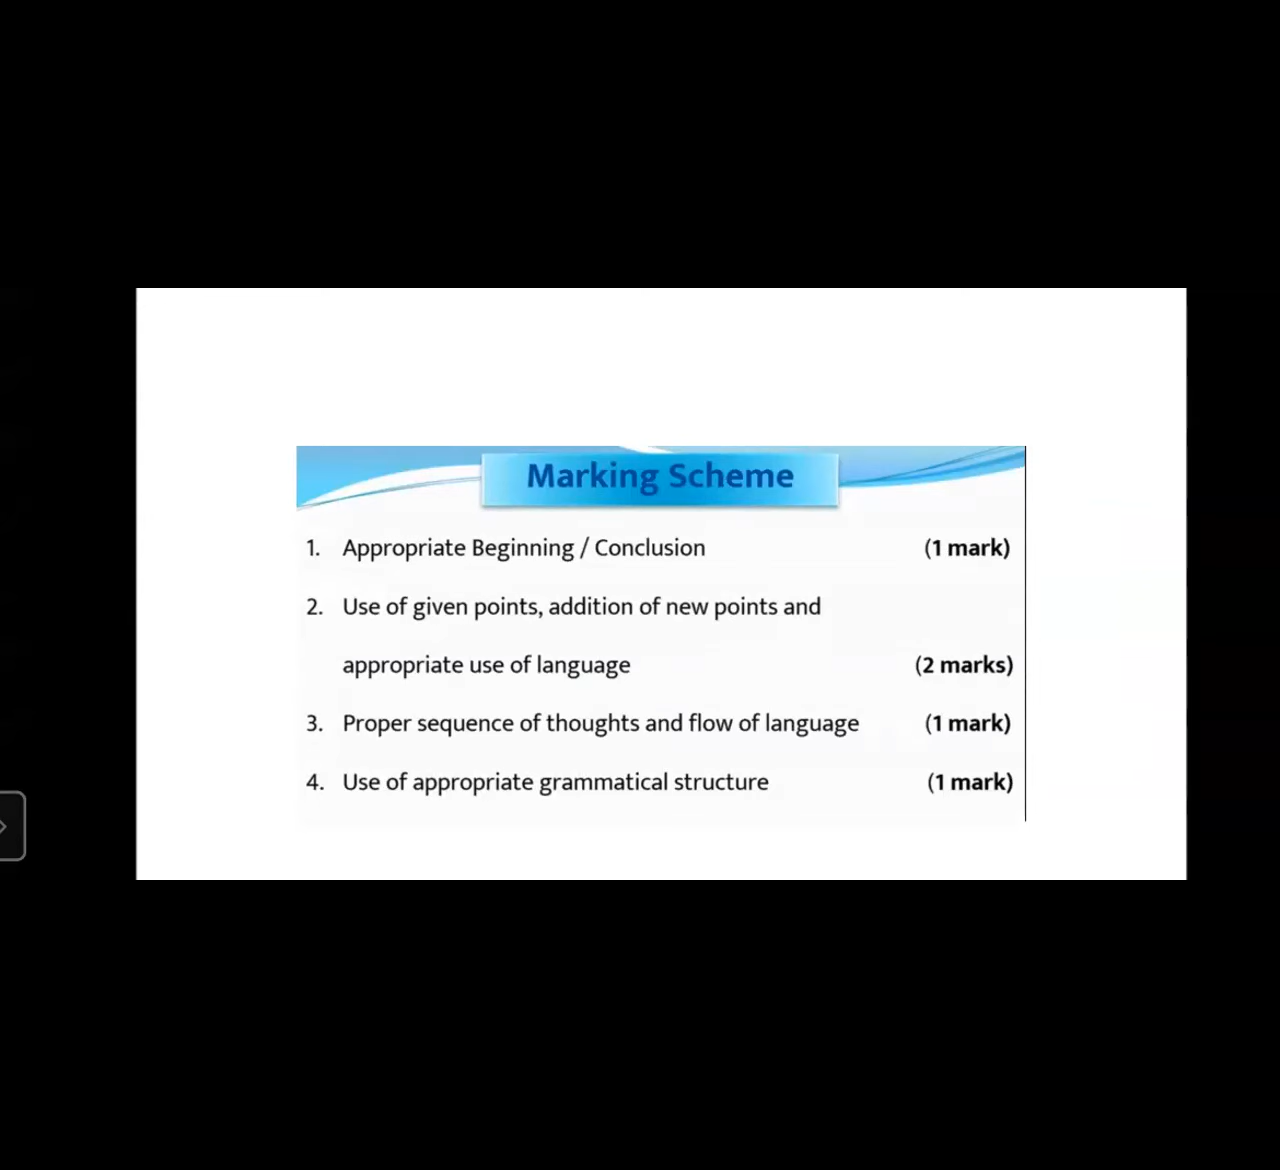 Marking Scheme
1. Appropriate Beginning / Conclusion (1 mark)
2. Use of given points, addition of new points and
appropriate use of language (2 marks)
3. Proper sequence of thoughts and flow of language (1 mark)
4. Use of appropriate grammatical structure (1 mark)